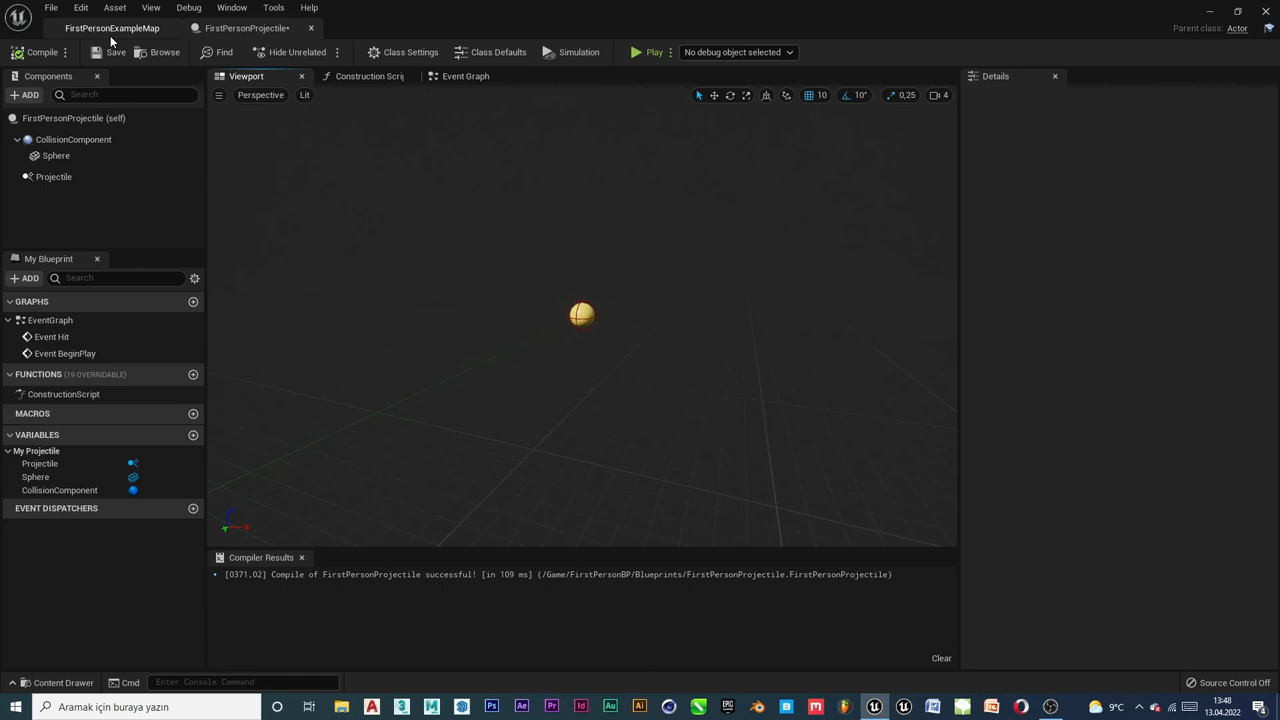 File Edit Asset View Debug Window Tools Help
FirstPersonExampleMap FirstPersonProjectile* Parent class: Actor
Compile Save Browse Find Hide Unrelated Class Settings Class Defaults Simulation Play No debug object selected
Components Viewport Construction Scrip Event Graph Details
ADD Search Perspective Lit 10 10° 0,25 4
FirstPersonProjectile (self)
CollisionComponent
Sphere
Projectile
My Blueprint
ADD Search
GRAPHS
EventGraph
Event Hit
Event BeginPlay
FUNCTIONS (19 OVERRIDABLE)
ConstructionScript
MACROS
VARIABLES
My Projectile
Projectile
Sphere
CollisionComponent
EVENT DISPATCHERS
Z X Y
Compiler Results
[0371,02] Compile of FirstPersonProjectile successful! [in 109 ms] (/Game/FirstPersonBP/Blueprints/FirstPersonProjectile.FirstPersonProjectile)
Clear
Content Drawer Cmd Enter Console Command Source Control Off
Aramak için buraya yazın 9°C 13:48
13.04.2022